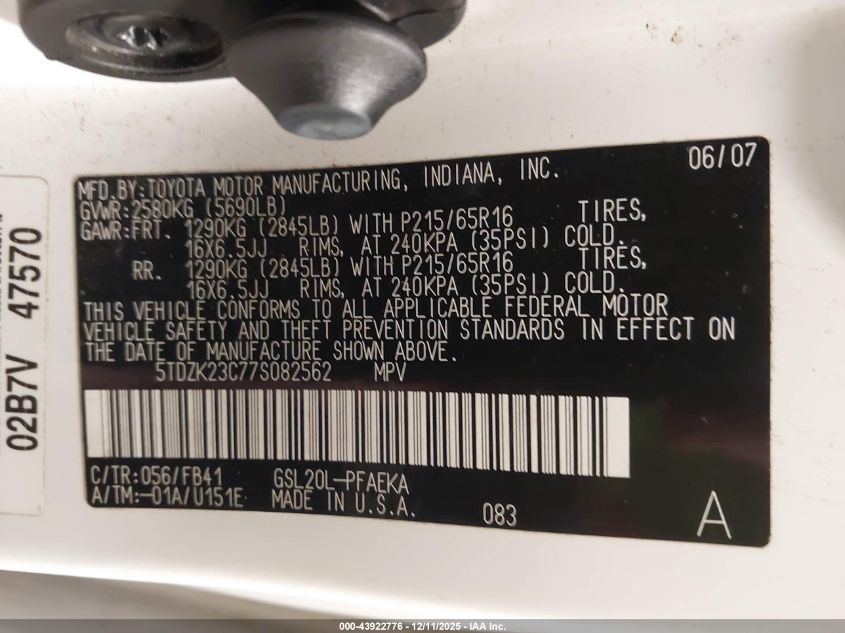 06/07
MFD.BY:TOYOTA MOTOR MANUFACTURING, INDIANA, INC.
GVWR:2580KG (5690LB)
GAWR:FRT. 1290KG (2845LB) WITH P215/65R16 TIRES,
16X6.5JJ RIMS, AT 240KPA (35PSI) COLD.
RR. 1290KG (2845LB) WITH P215/65R16 TIRES,
16X6.5JJ RIMS, AT 240KPA (35PSI) COLD.
THIS VEHICLE CONFORMS TO ALL APPLICABLE FEDERAL MOTOR
VEHICLE SAFETY AND THEFT PREVENTION STANDARDS IN EFFECT ON
THE DATE OF MANUFACTURE SHOWN ABOVE.
5TDZK23C77S082562 MPV
C/TR:056/FB41 GSL20L-PFAEKA
A/TM:-01A/U151E MADE IN U.S.A. 083 A
02B7V 47570
000-43922776 - 12/11/2025 - IAA Inc.